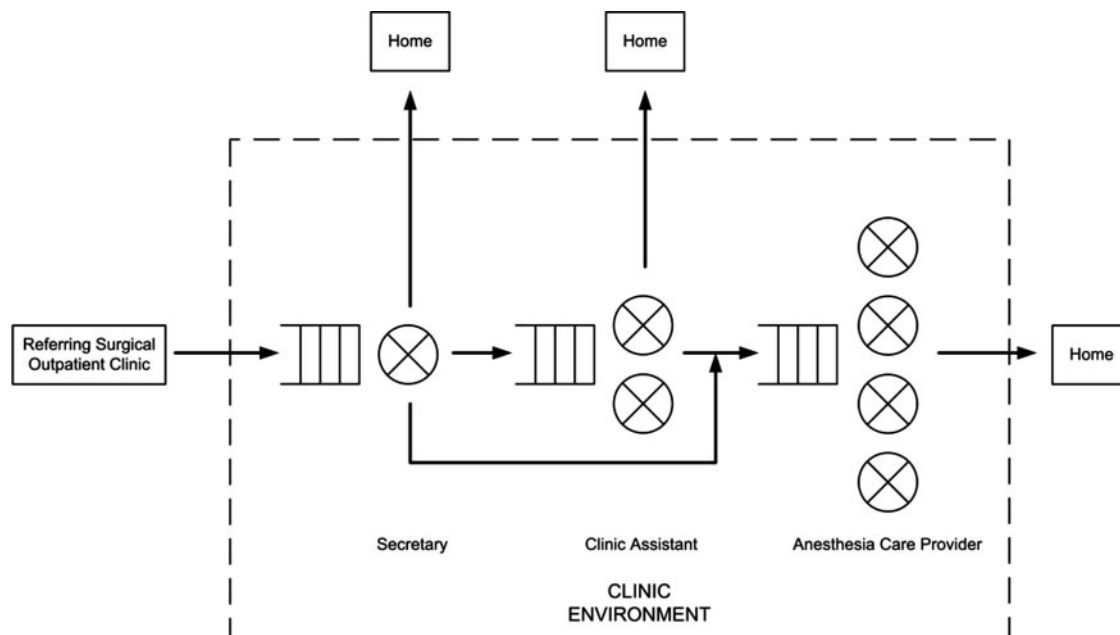 Home
Home
Referring Surgical
Outpatient Clinic
Home
Secretary
Clinic Assistant
Anesthesia Care Provider
CLINIC
ENVIRONMENT